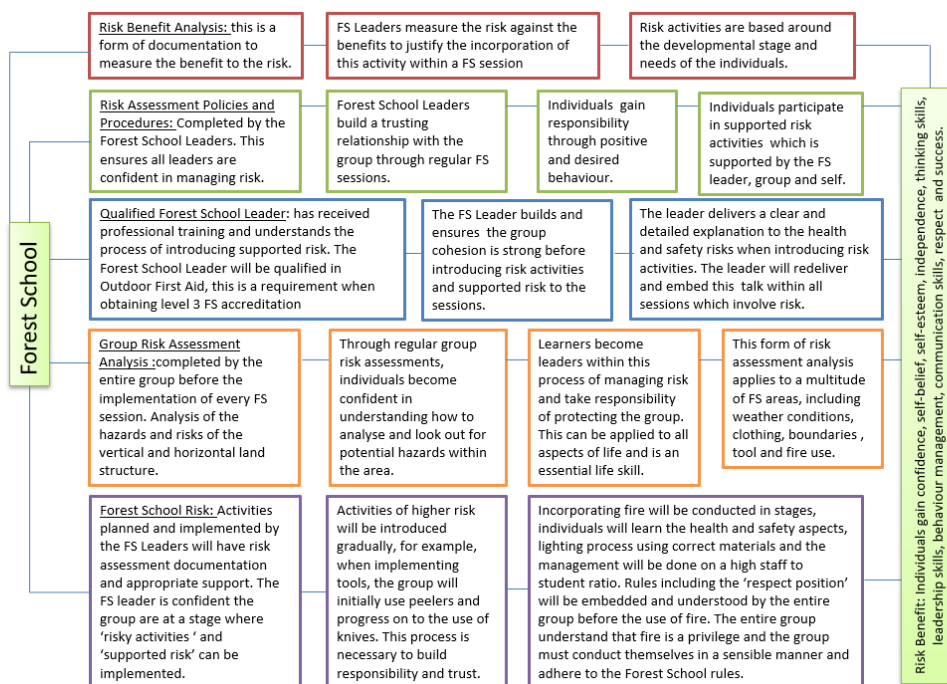 Forest School
Risk Benefit Analysis: this is a
form of documentation to
measure the benefit to the risk.
FS Leaders measure the risk against the
benefits to justify the incorporation of
this activity within a FS session
Risk activities are based around
the developmental stage and
needs of the individuals.
Risk Assessment Policies and
Procedures: Completed by the
Forest School Leaders. This
ensures all leaders are
confident in managing risk.
Forest School Leaders
build a trusting
relationship with the
group through regular FS
sessions.
Individuals gain
responsibility
through positive
and desired
behaviour.
Individuals participate
in supported risk
activities which is
supported by the FS
leader, group and self.
Qualified Forest School Leader: has received
professional training and understands the
process of introducing supported risk. The
Forest School Leader will be qualified in
Outdoor First Aid, this is a requirement when
obtaining level 3 FS accreditation
The FS Leader builds and
ensures the group
cohesion is strong before
introducing risk activities
and supported risk to the
sessions.
The leader delivers a clear and
detailed explanation to the health
and safety risks when introducing risk
activities. The leader will redeliver
and embed this talk within all
sessions which involve risk.
Group Risk Assessment
Analysis :completed by the
entire group before the
implementation of every FS
session. Analysis of the
hazards and risks of the
vertical and horizontal land
structure.
Through regular group
risk assessments,
individuals become
confident in
understanding how to
analyse and look out for
potential hazards within
the area.
Learners become
leaders within this
process of managing risk
and take responsibility
of protecting the group.
This can be applied to all
aspects of life and is an
essential life skill.
This form of risk
assessment analysis
applies to a multitude
of FS areas, including
weather conditions,
clothing, boundaries ,
tool and fire use.
Forest School Risk: Activities
planned and implemented by
the FS Leaders will have risk
assessment documentation
and appropriate support. The
FS leader is confident the
group are at a stage where
'risky activities ' and
'supported risk' can be
implemented.
Activities of higher risk
will be introduced
gradually, for example,
when implementing
tools, the group will
initially use peelers and
progress on to the use of
knives. This process is
necessary to build
responsibility and trust.
Incorporating fire will be conducted in stages,
individuals will learn the health and safety aspects,
lighting process using correct materials and the
management will be done on a high staff to
student ratio. Rules including the 'respect position'
will be embedded and understood by the entire
group before the use of fire. The entire group
understand that fire is a privilege and the group
must conduct themselves in a sensible manner and
adhere to the Forest School rules.
Risk Benefit: Individuals gain confidence, self-belief, self-esteem, independence, thinking skills,
leadership skills, behaviour management, communication skills, respect and success.